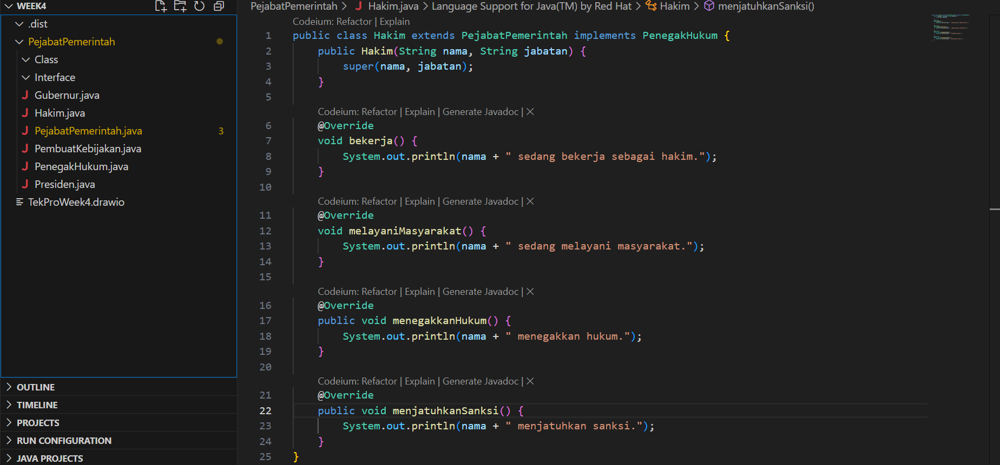 WEEK4
.dist
PejabatPemerintah
Class
Interface
Gubernur.java
Hakim.java
PejabatPemerintah.java 3
PembuatKebijakan.java
PenegakHukum.java
Presiden.java
TekProWeek4.drawio
OUTLINE
TIMELINE
PROJECTS
RUN CONFIGURATION
JAVA PROJECTS
PejabatPemerintah > Hakim.java > Language Support for Java(TM) by Red Hat > Hakim > menjatuhkanSanksi()
Codeium: Refactor | Explain
1 public class Hakim extends PejabatPemerintah implements PenegakHukum {
2 public Hakim(String nama, String jabatan) {
3 super(nama, jabatan);
4 }
5
Codeium: Refactor | Explain | Generate Javadoc | ✕
6 @Override
7 void bekerja() {
8 System.out.println(nama + " sedang bekerja sebagai hakim.");
9 }
10
Codeium: Refactor | Explain | Generate Javadoc | ✕
11 @Override
12 void melayaniMasyarakat() {
13 System.out.println(nama + " sedang melayani masyarakat.");
14 }
15
Codeium: Refactor | Explain | Generate Javadoc | ✕
16 @Override
17 public void menegakkanHukum() {
18 System.out.println(nama + " menegakkan hukum.");
19 }
20
Codeium: Refactor | Explain | Generate Javadoc | ✕
21 @Override
22 public void menjatuhkanSanksi() {
23 System.out.println(nama + " menjatuhkan sanksi.");
24 }
25 }